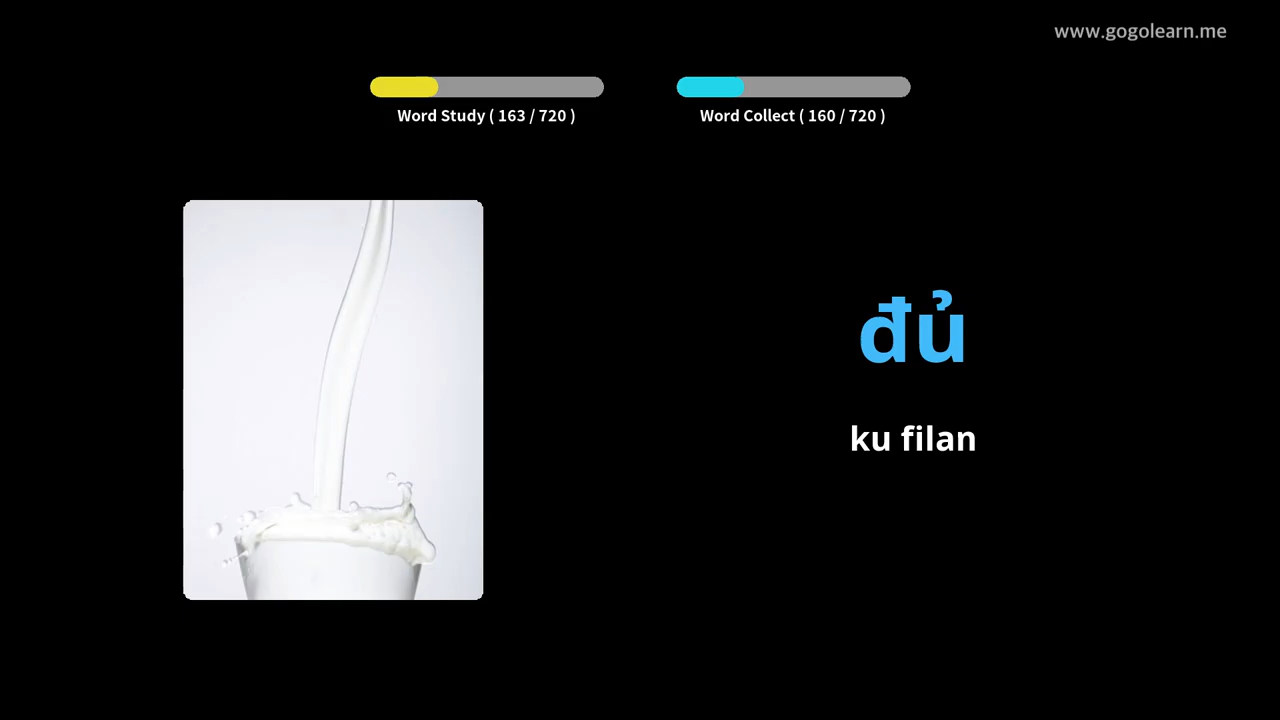 www.gogolearn.me
Word Study ( 163 / 720 )
Word Collect ( 160 / 720 )
đủ
ku filan